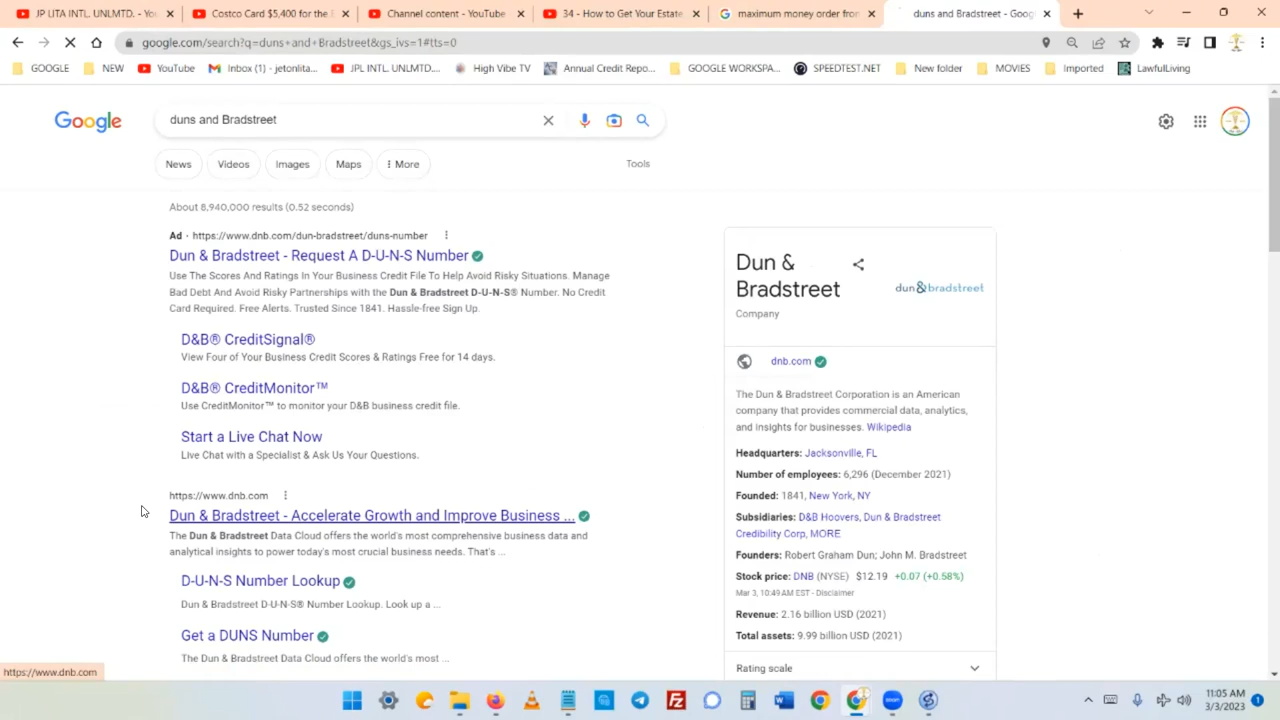 JP UTA INTL. UNLMTD. - Yo
Costco Card $5,400 for the
Channel content - YouTube
34 - How to Get Your Estate
maximum money order from
duns and Bradstreet - Goog
google.com/search?q=duns+and+Bradstreet&gs_ivs=1#tts=0
GOOGLE
NEW
YouTube
Inbox (1) - jetonlita...
JPL INTL. UNLMTD....
High Vibe TV
Annual Credit Repo...
GOOGLE WORKSPA...
SPEEDTEST.NET
New folder
MOVIES
Imported
LawfulLiving
Google
duns and Bradstreet
News
Videos
Images
Maps
More
Tools
About 8,940,000 results (0.52 seconds)
Ad · https://www.dnb.com/dun-bradstreet/duns-number
Dun & Bradstreet - Request A D-U-N-S Number
Use The Scores And Ratings In Your Business Credit File To Help Avoid Risky Situations. Manage
Bad Debt And Avoid Risky Partnerships with the Dun & Bradstreet D-U-N-S® Number. No Credit
Card Required. Free Alerts. Trusted Since 1841. Hassle-free Sign Up.
D&B® CreditSignal®
View Four of Your Business Credit Scores & Ratings Free for 14 days.
D&B® CreditMonitor™
Use CreditMonitor™ to monitor your D&B business credit file.
Start a Live Chat Now
Live Chat with a Specialist & Ask Us Your Questions.
https://www.dnb.com
Dun & Bradstreet - Accelerate Growth and Improve Business ...
The Dun & Bradstreet Data Cloud offers the world's most comprehensive business data and
analytical insights to power today's most crucial business needs. That's ...
D-U-N-S Number Lookup
Dun & Bradstreet D-U-N-S® Number Lookup. Look up a ...
Get a DUNS Number
The Dun & Bradstreet Data Cloud offers the world's most ...
Dun &
Bradstreet
Company
dun & bradstreet
dnb.com
The Dun & Bradstreet Corporation is an American
company that provides commercial data, analytics,
and insights for businesses. Wikipedia
Headquarters: Jacksonville, FL
Number of employees: 6,296 (December 2021)
Founded: 1841, New York, NY
Subsidiaries: D&B Hoovers, Dun & Bradstreet
Credibility Corp, MORE
Founders: Robert Graham Dun; John M. Bradstreet
Stock price: DNB (NYSE) $12.19 +0.07 (+0.58%)
Mar 3, 10:49 AM EST - Disclaimer
Revenue: 2.16 billion USD (2021)
Total assets: 9.99 billion USD (2021)
Rating scale
https://www.dnb.com
11:05 AM
3/3/2023